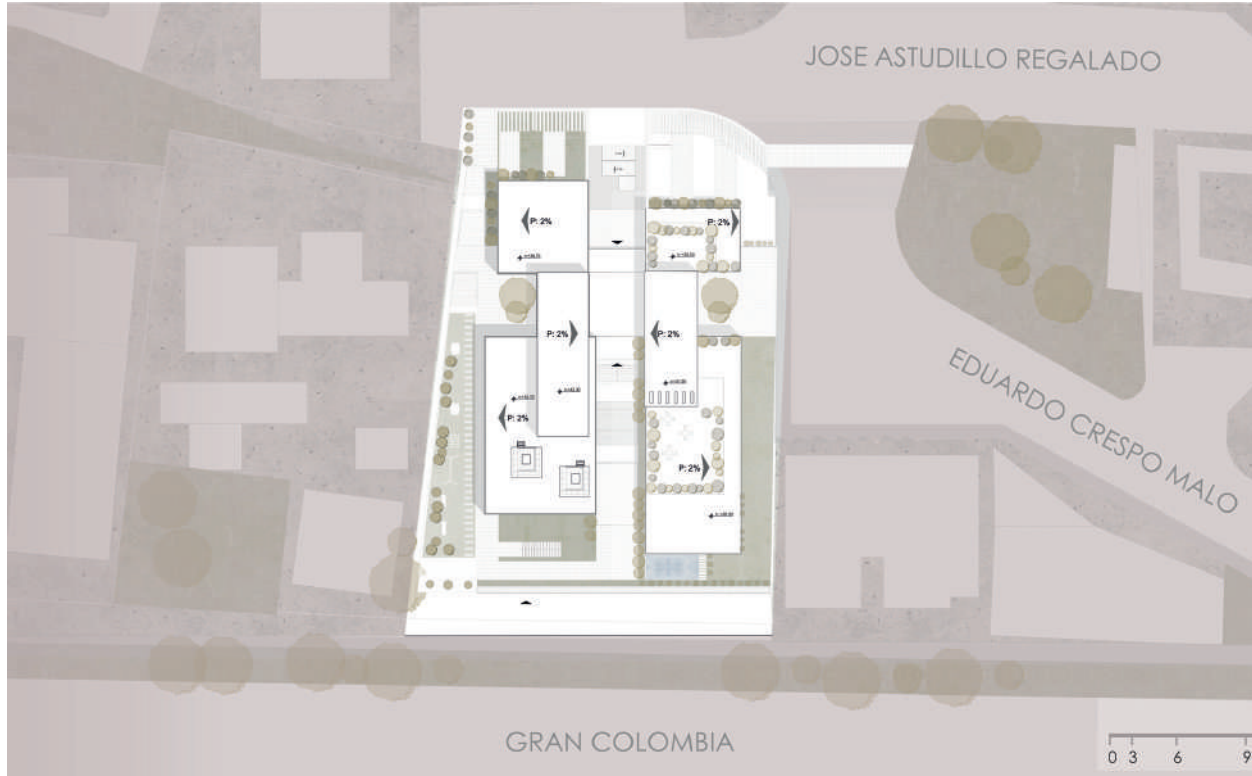 JOSE ASTUDILLO REGALADO
P: 2%
P: 2%
P: 2%
P: 2%
P: 2%
P: 2%
EDUARDO CRESPO MALO
GRAN COLOMBIA
0 3 6 9